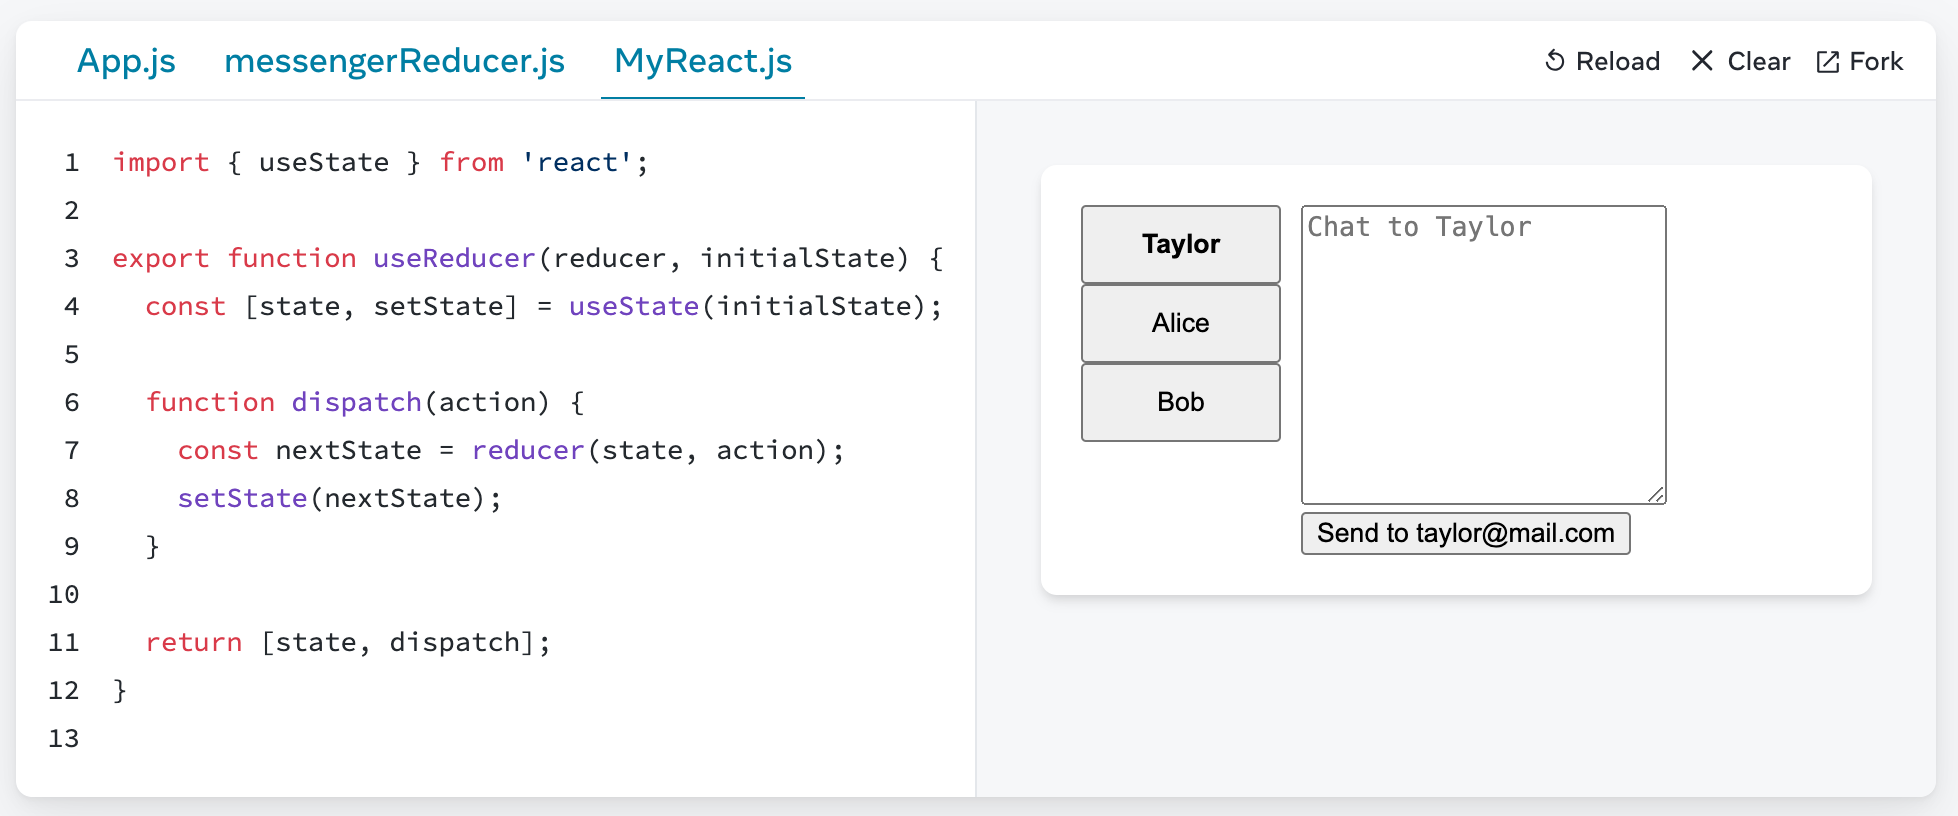 App.js messengerReducer.js MyReact.js Reload Clear Fork
1 import { useState } from 'react';
2
3 export function useReducer(reducer, initialState) {
4   const [state, setState] = useState(initialState);
5
6   function dispatch(action) {
7     const nextState = reducer(state, action);
8     setState(nextState);
9   }
10
11   return [state, dispatch];
12 }
13
Taylor
Alice
Bob
Chat to Taylor
Send to taylor@mail.com